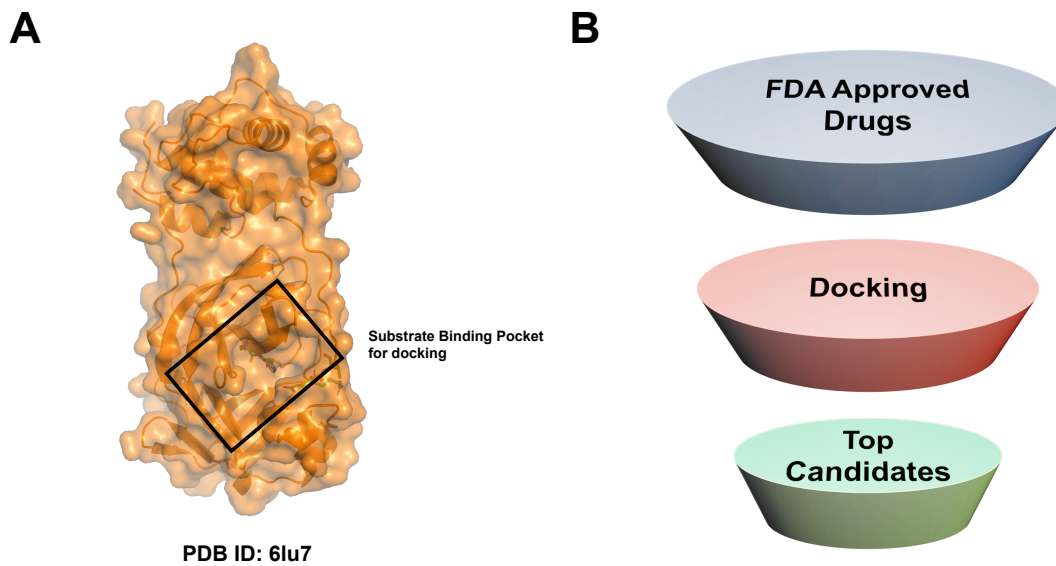 A
Substrate Binding Pocket
for docking
PDB ID: 6lu7
B
FDA Approved
Drugs
Docking
Top
Candidates